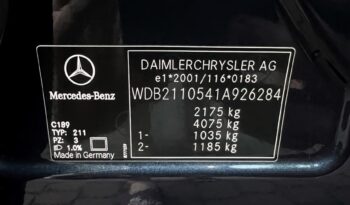 DAIMLERCHRYSLER AG
e1*2001/116*0183
WDB2110541A926284
2175 kg
4075 kg
1- 1035 kg
2- 1185 kg
Mercedes-Benz
C189
TYP: 211
PZ: 3
1.0%
Made in Germany